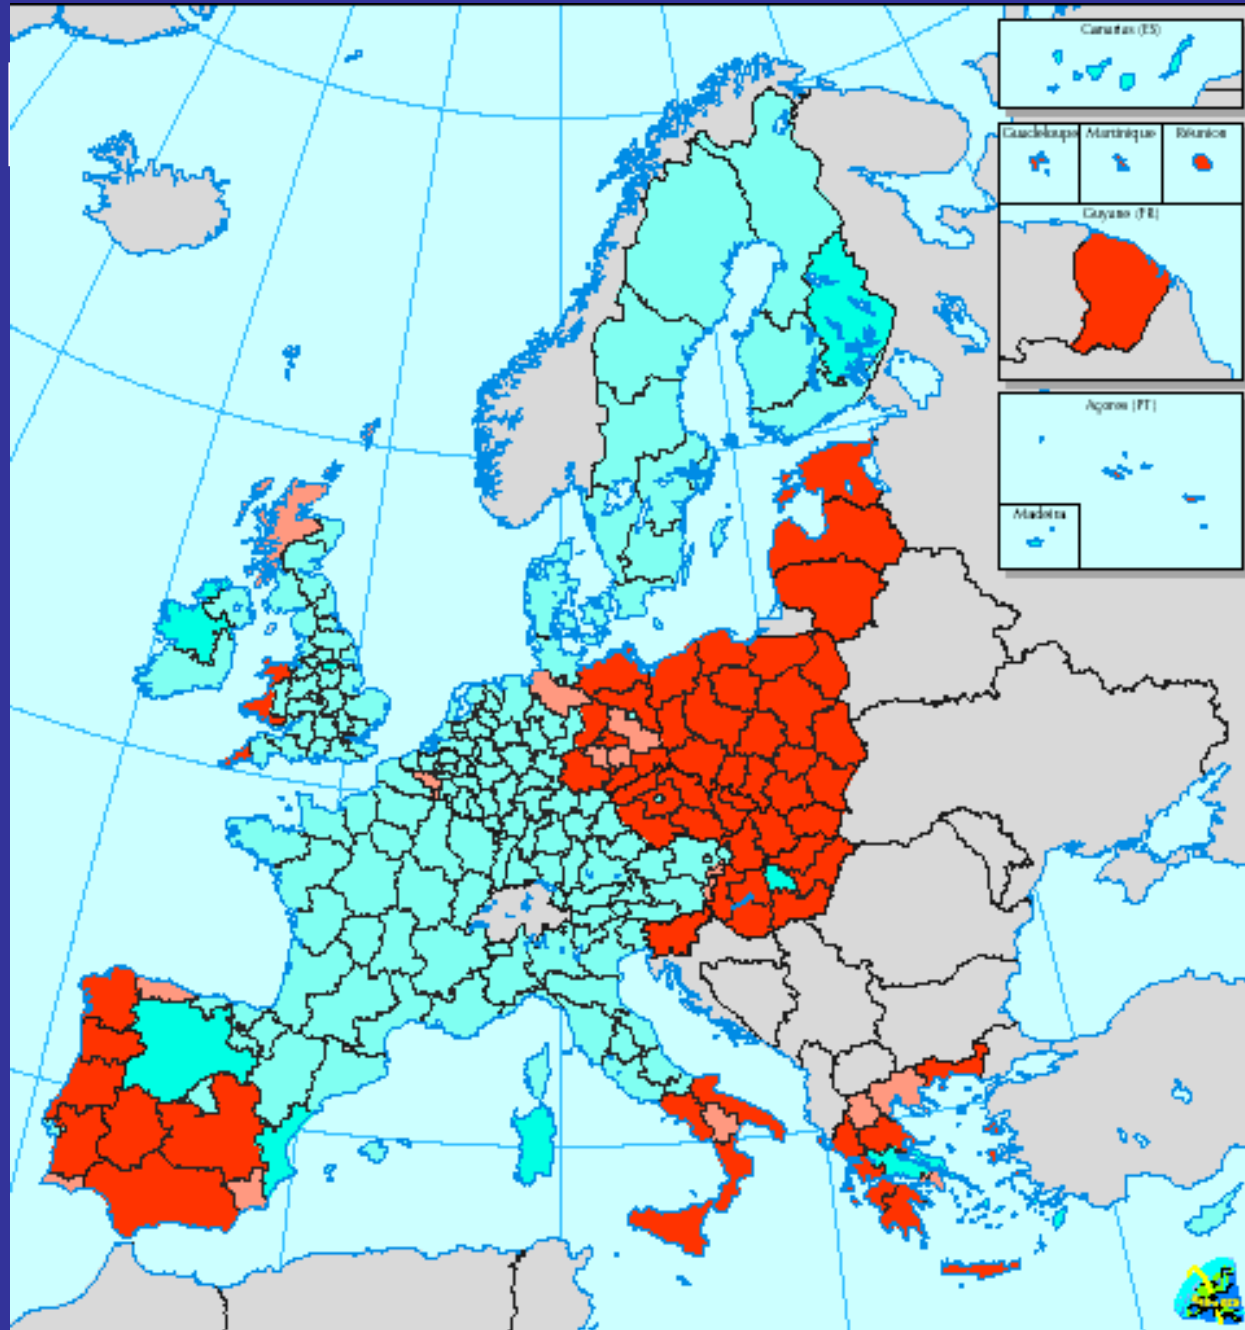 Canarias (ES)
Guadeloupe
Martinique
Réunion
Guyane (FR)
Açores (PT)
Madeira